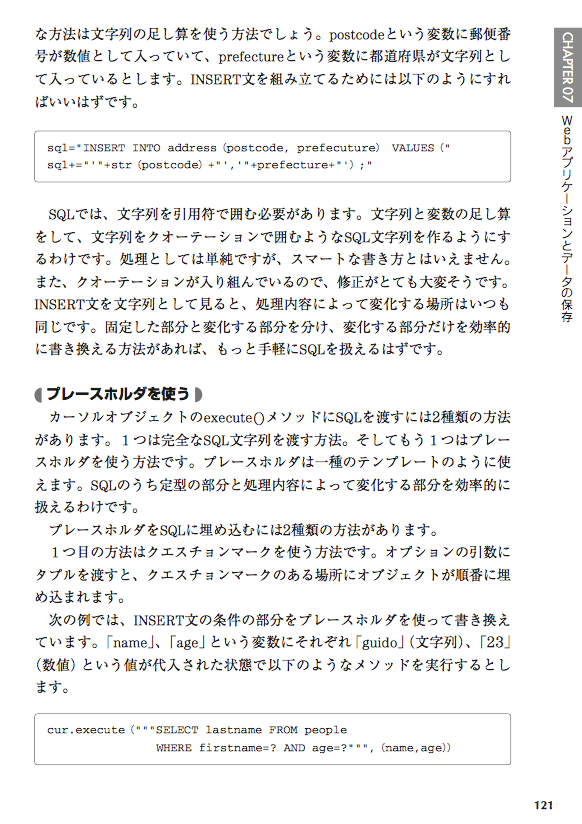 な方法は文字列の足し算を使う方法でしょう。postcodeという変数に郵便番
号が数値として入っていて、prefectureという変数に都道府県が文字列とし
て入っているとします。INSERT文を組み立てるためには以下のようにすれ
ばいいはずです。
sql="INSERT INTO address（postcode, prefecuture） VALUES（"
sql+="'"+str（postcode）+"','"+prefecture+"'）;"
SQLでは、文字列を引用符で囲む必要があります。文字列と変数の足し算
をして、文字列をクオーテーションで囲むようなSQL文字列を作るようにす
るわけです。処理としては単純ですが、スマートな書き方とはいえません。
また、クオーテーションが入り組んでいるので、修正がとても大変そうです。
INSERT文を文字列として見ると、処理内容によって変化する場所はいつも
同じです。固定した部分と変化する部分を分け、変化する部分だけを効率的
に書き換える方法があれば、もっと手軽にSQLを扱えるはずです。
プレースホルダを使う
カーソルオブジェクトのexecute()メソッドにSQLを渡すには2種類の方法
があります。１つは完全なSQL文字列を渡す方法。そしてもう１つはプレー
スホルダを使う方法です。プレースホルダは一種のテンプレートのように使
えます。SQLのうち定型の部分と処理内容によって変化する部分を効率的に
扱えるわけです。
プレースホルダをSQLに埋め込むには2種類の方法があります。
１つ目の方法はクエスチョンマークを使う方法です。オプションの引数に
タプルを渡すと、クエスチョンマークのある場所にオブジェクトが順番に埋
め込まれます。
次の例では、INSERT文の条件の部分をプレースホルダを使って書き換え
ています。「name」、「age」という変数にそれぞれ「guido」（文字列）、「23」
（数値）という値が代入された状態で以下のようなメソッドを実行するとし
ます。
cur.execute（"""SELECT lastname FROM people
WHERE firstname=? AND age=?""",（name,age））
CHAPTER 07
Webアプリケーションとデータの保存
121